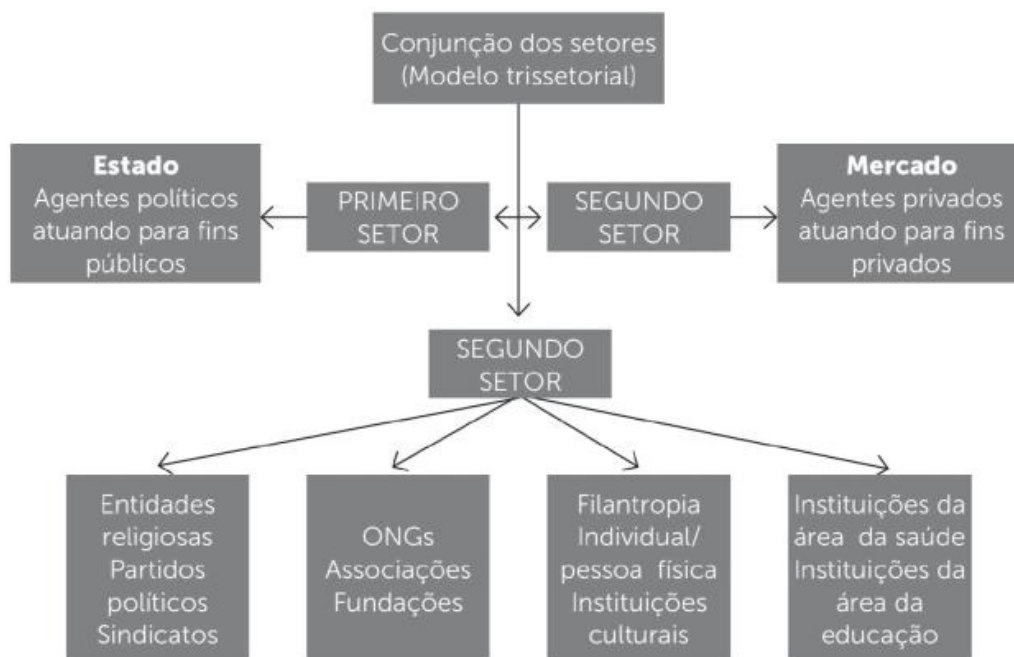 Conjunção dos setores
(Modelo trissetorial)
Estado
Agentes políticos
atuando para fins
públicos
PRIMEIRO
SETOR
SEGUNDO
SETOR
Mercado
Agentes privados
atuando para fins
privados
SEGUNDO
SETOR
Entidades
religiosas
Partidos
políticos
Sindicatos
ONGs
Associações
Fundações
Filantropia
Individual/
pessoa física
Instituições
culturais
Instituições da
área da saúde
Instituições da
área da
educação